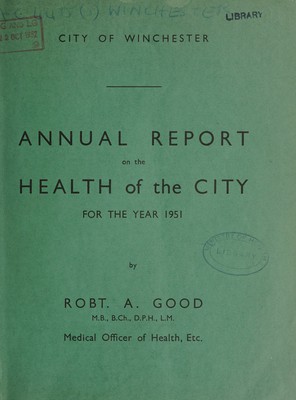 WINCHESTER
LIBRARY
CITY OF WINCHESTER
ANNUAL REPORT
on the
HEALTH of the CITY
FOR THE YEAR 1951
by
ROBT. A. GOOD
M.B., B.Ch., D.P.H., L.M.
Medical Officer of Health, Etc.